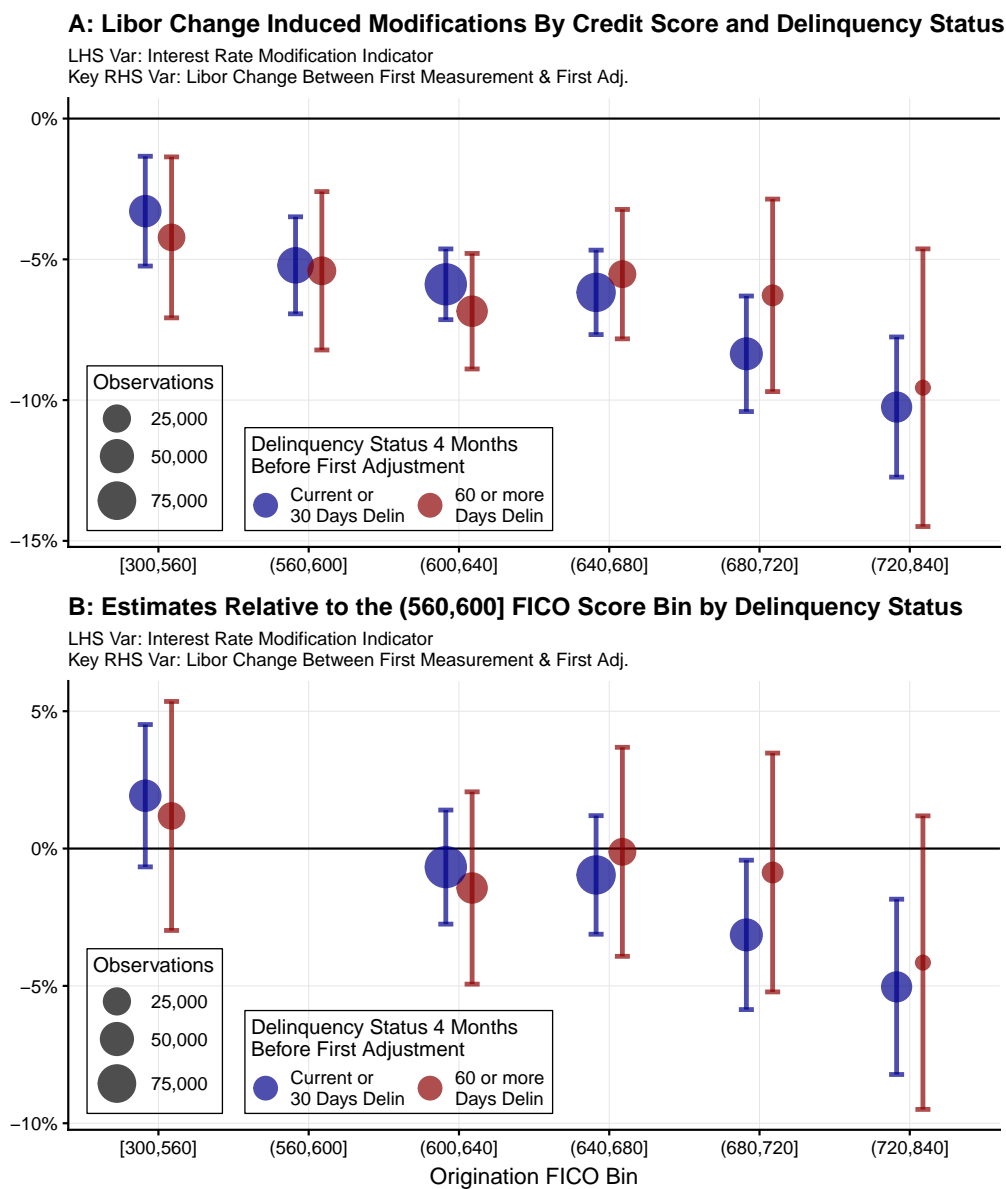 A: Libor Change Induced Modifications By Credit Score and Delinquency Status
LHS Var: Interest Rate Modification Indicator
Key RHS Var: Libor Change Between First Measurement & First Adj.
0%
−5%
−10%
−15%
Observations
25,000
50,000
75,000
Delinquency Status 4 Months
Before First Adjustment
Current or
30 Days Delin
60 or more
Days Delin
[300,560]
(560,600]
(600,640]
(640,680]
(680,720]
(720,840]
B: Estimates Relative to the (560,600] FICO Score Bin by Delinquency Status
LHS Var: Interest Rate Modification Indicator
Key RHS Var: Libor Change Between First Measurement & First Adj.
5%
0%
−5%
−10%
Observations
25,000
50,000
75,000
Delinquency Status 4 Months
Before First Adjustment
Current or
30 Days Delin
60 or more
Days Delin
[300,560]
(560,600]
(600,640]
(640,680]
(680,720]
(720,840]
Origination FICO Bin